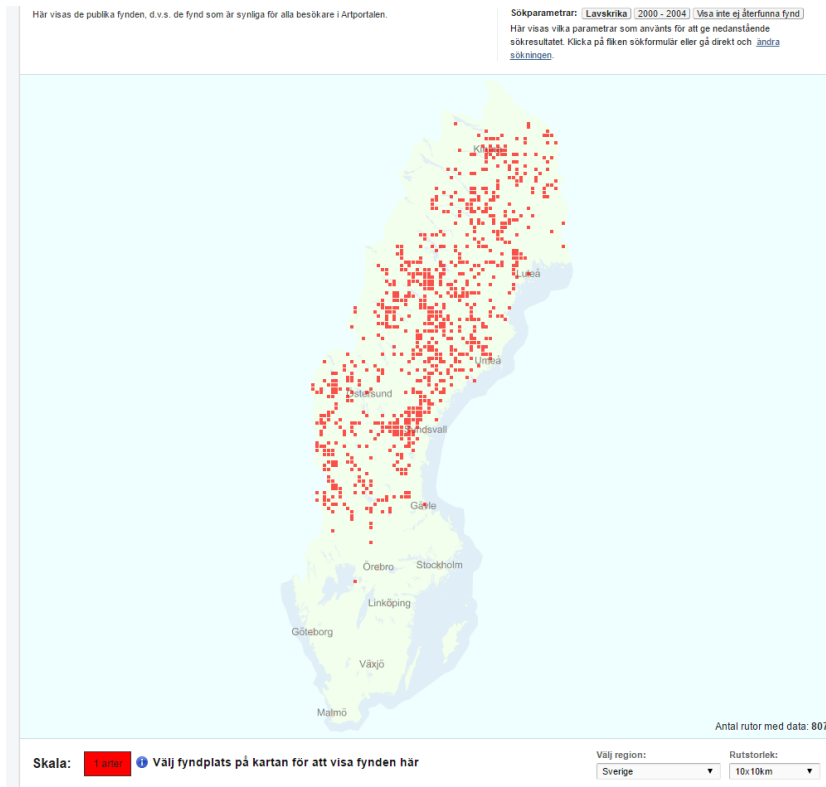 Här visas de publika fynden, d.v.s. de fynd som är synliga för alla besökare i Artportalen.
Sökparametrar: Lavskrika 2000 - 2004 Visa inte ej återfunna fynd
Här visas vilka parametrar som använts för att ge nedanstående
sökresultatet. Klicka på fliken sökformulär eller gå direkt och ändra
sökningen.
Kiruna
Luleå
Umeå
Östersund
Sundsvall
Gävle
Örebro
Stockholm
Linköping
Göteborg
Växjö
Malmö
Antal rutor med data: 807
Skala: 1 arter Välj fyndplats på kartan för att visa fynden här
Välj region: Rutstorlek:
Sverige 10x10km